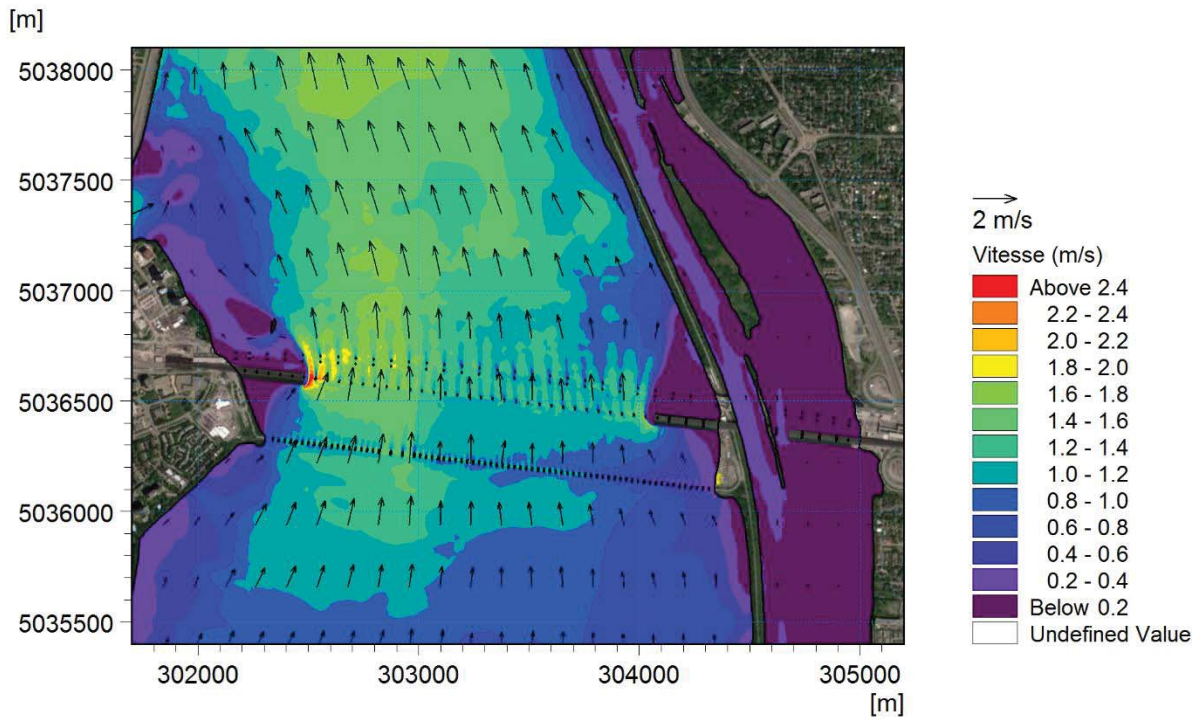 [m]
5038000
5037500
5037000
5036500
5036000
5035500
302000 303000 304000 305000
[m]
2 m/s
Vitesse (m/s)
Above 2.4
2.2 - 2.4
2.0 - 2.2
1.8 - 2.0
1.6 - 1.8
1.4 - 1.6
1.2 - 1.4
1.0 - 1.2
0.8 - 1.0
0.6 - 0.8
0.4 - 0.6
0.2 - 0.4
Below 0.2
Undefined Value